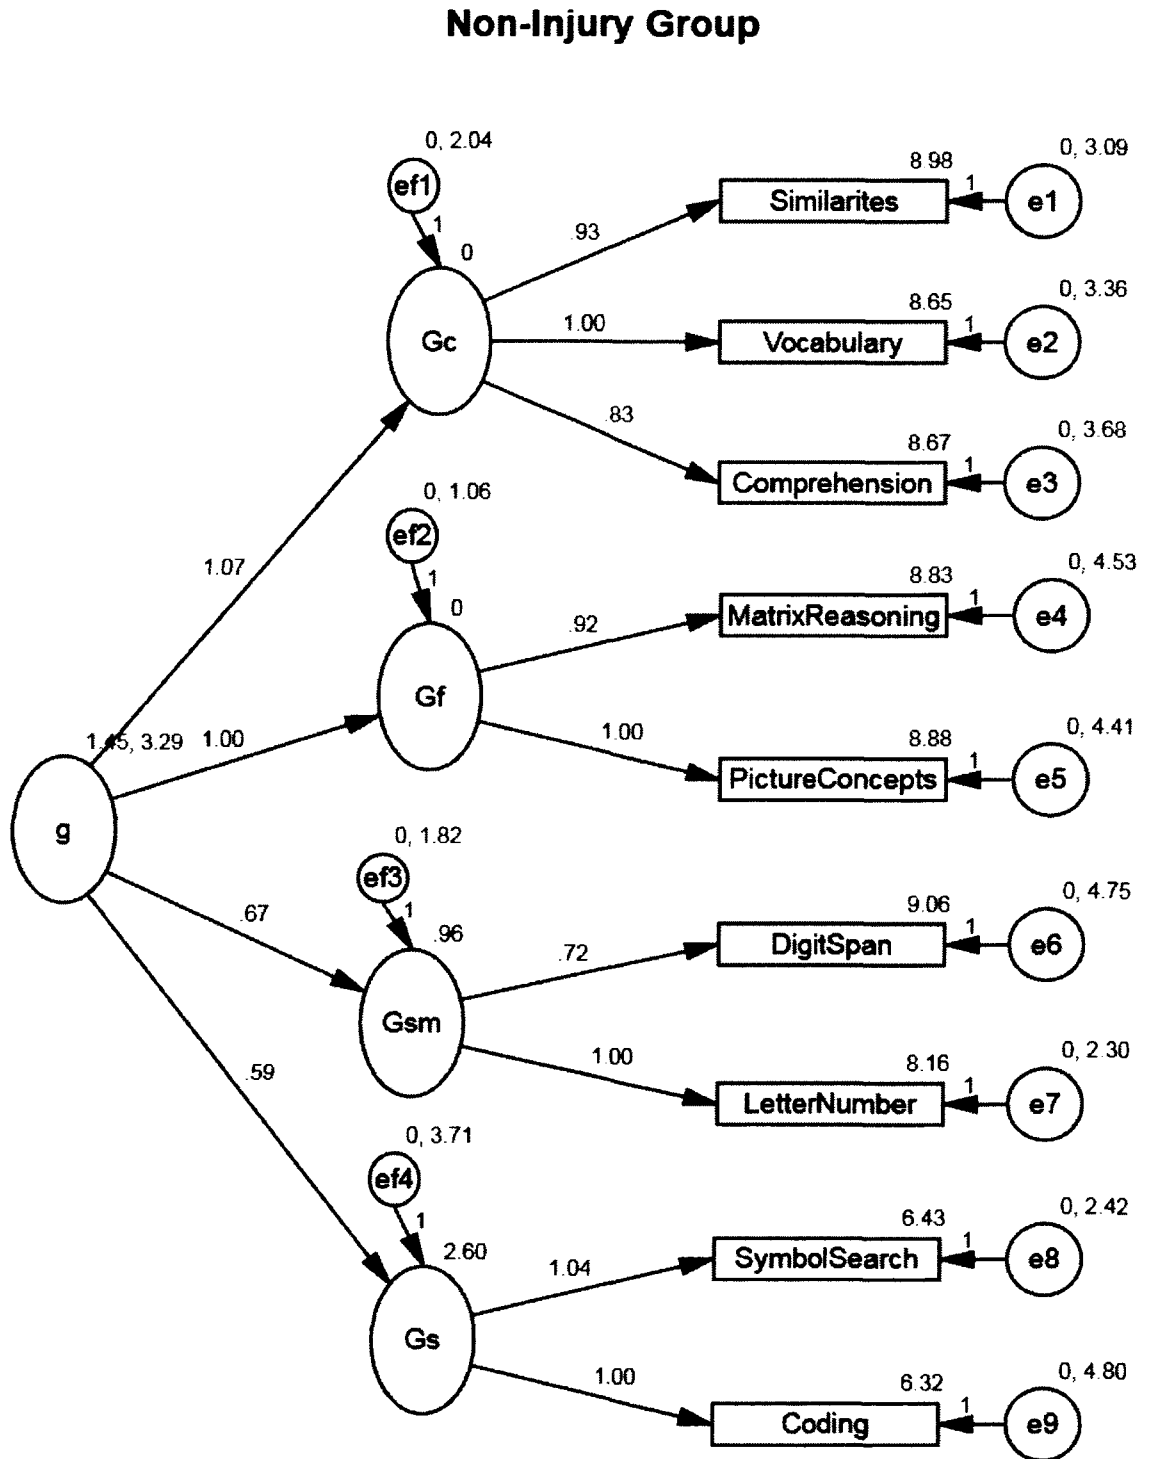 Non-Injury Group
0, 2.04
ef1
1
0
Gc
.93
1.00
.83
8.98
Similarites
1
0, 3.09
e1
8.65
Vocabulary
1
0, 3.36
e2
8.67
Comprehension
1
0, 3.68
e3
1.07
0, 1.06
ef2
1
0
Gf
.92
1.00
8.83
MatrixReasoning
1
0, 4.53
e4
8.88
PictureConcepts
1
0, 4.41
e5
1.45, 3.29
1.00
g
0, 1.82
ef3
1
.96
.67
Gsm
.72
1.00
9.06
DigitSpan
1
0, 4.75
e6
8.16
LetterNumber
1
0, 2.30
e7
.59
0, 3.71
ef4
1
2.60
Gs
1.04
1.00
6.43
SymbolSearch
1
0, 2.42
e8
6.32
Coding
1
0, 4.80
e9